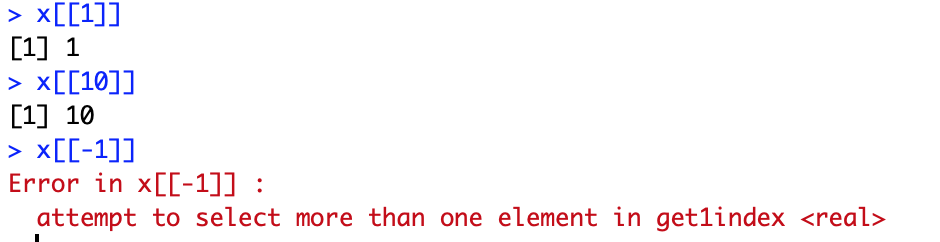 > x[[1]]
[1] 1
> x[[10]]
[1] 10
> x[[-1]]
Error in x[[-1]] :
  attempt to select more than one element in get1index <real>